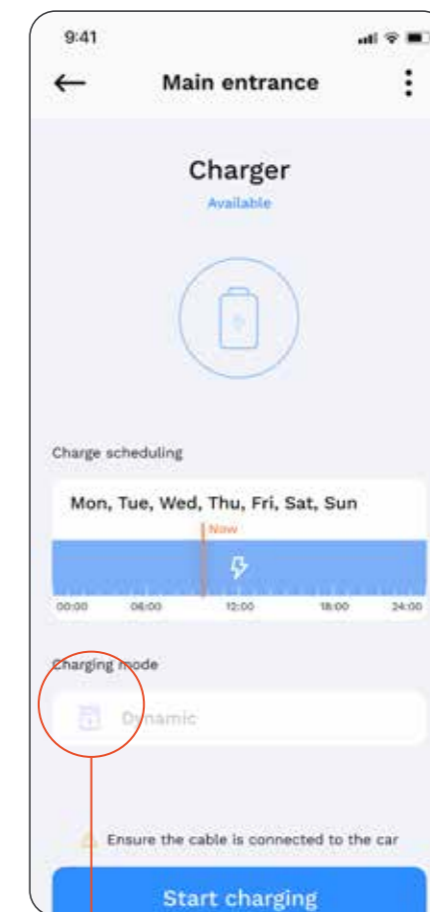 9:41
Main entrance
Charger
Available
Charge scheduling
Mon, Tue, Wed, Thu, Fri, Sat, Sun
Now
00:00 06:00 12:00 18:00 24:00
Charging mode
Dynamic
Ensure the cable is connected to the car
Start charging